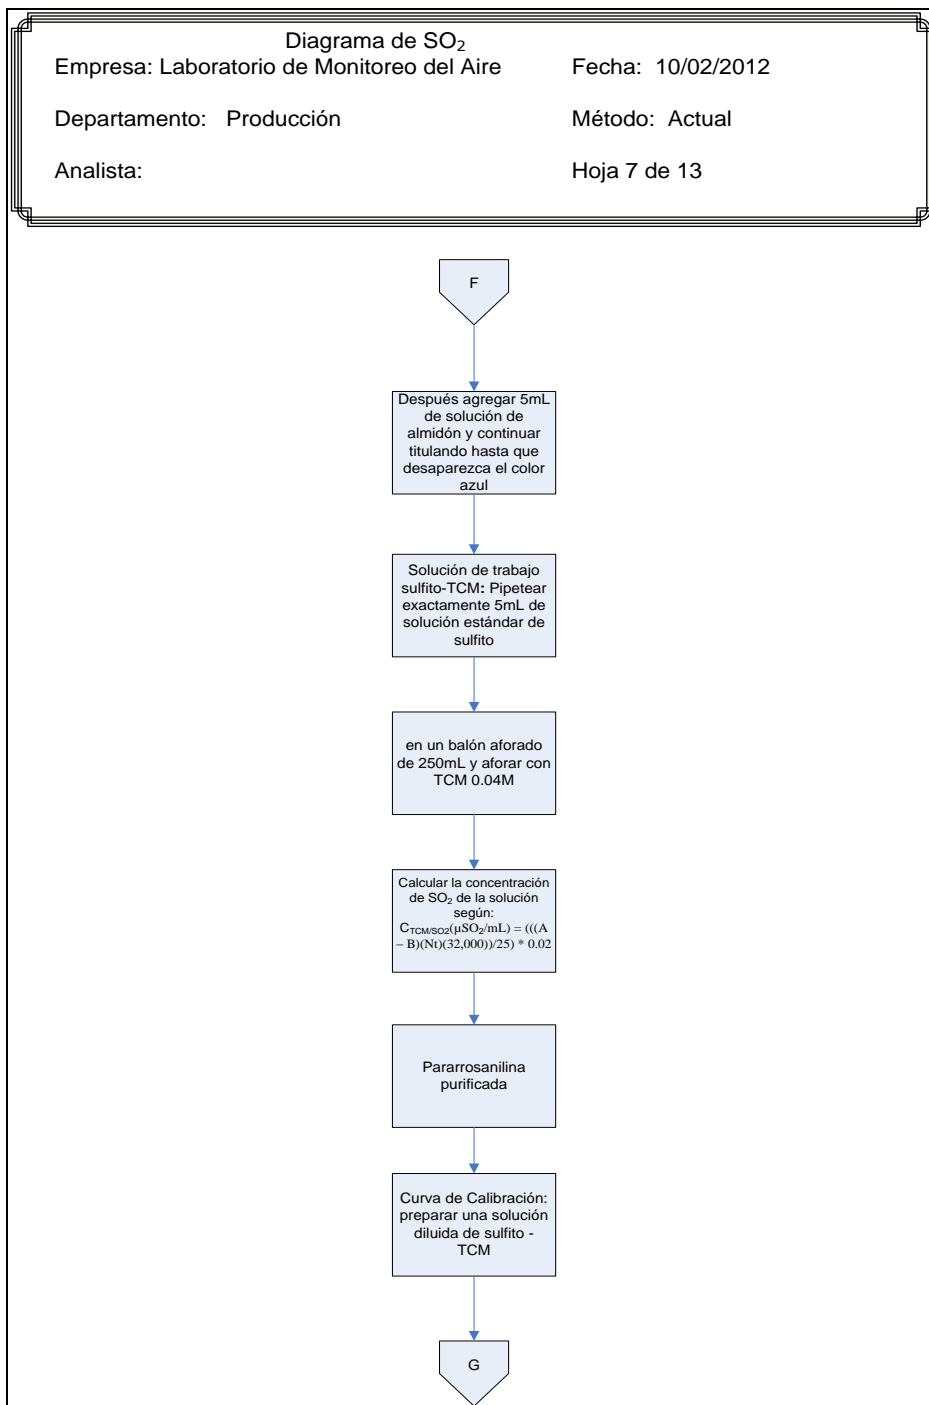 Diagrama de SO₂
Empresa: Laboratorio de Monitoreo del Aire Fecha: 10/02/2012
Departamento: Producción Método: Actual
Analista: Hoja 7 de 13
F
Después agregar 5mL
de solución de
almidón y continuar
titulando hasta que
desaparezca el color
azul
Solución de trabajo
sulfito-TCM: Pipetear
exactamente 5mL de
solución estándar de
sulfito
en un balón aforado
de 250mL y aforar con
TCM 0.04M
Calcular la concentración
de SO₂ de la solución
según:
C_TCM/SO2(µSO₂/mL) = (((A
– B)(Nt)(32,000))/25) * 0.02
Pararrosanilina
purificada
Curva de Calibración:
preparar una solución
diluida de sulfito -
TCM
G